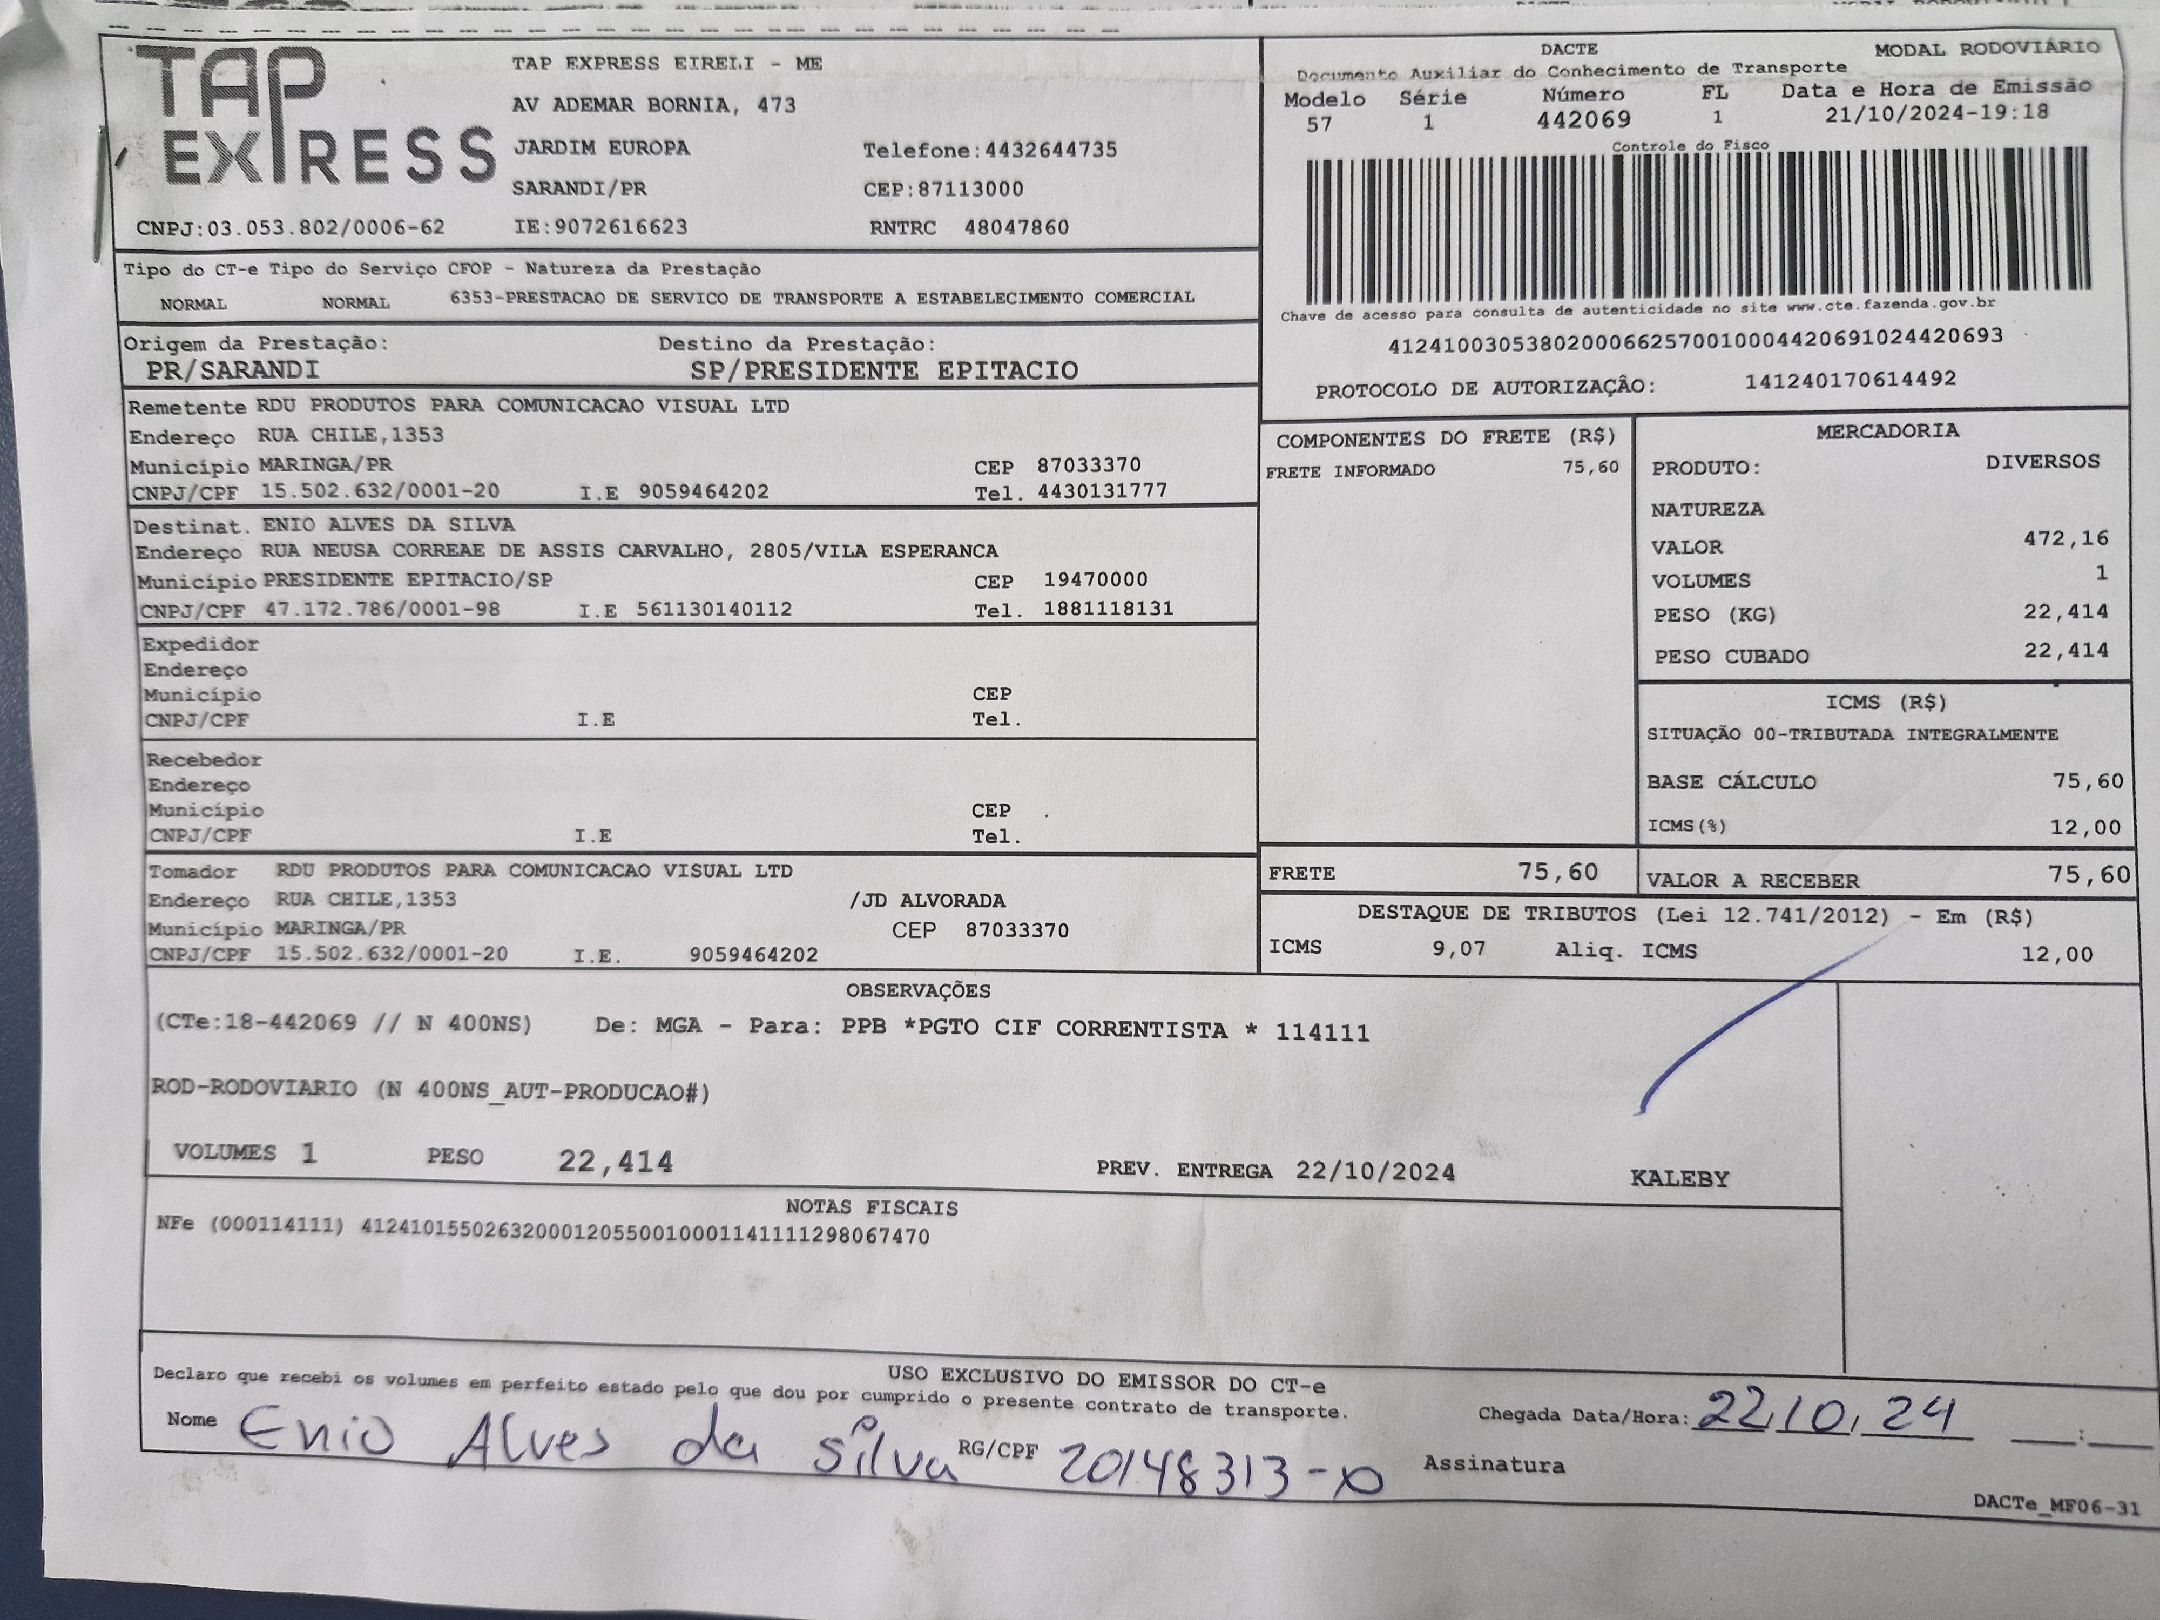 TAP EXPRESS
TAP EXPRESS EIRELI - ME
AV ADEMAR BORNIA, 473
JARDIM EUROPA Telefone:4432644735
SARANDI/PR CEP:87113000
CNPJ:03.053.802/0006-62 IE:9072616623 RNTRC 48047860
DACTE MODAL RODOVIÁRIO
Documento Auxiliar do Conhecimento de Transporte
Modelo Série Número FL Data e Hora de Emissão
57 1 442069 1 21/10/2024-19:18
Controle do Fisco
Chave de acesso para consulta de autenticidade no site www.cte.fazenda.gov.br
41241003053802000662570010004420691024420693
PROTOCOLO DE AUTORIZAÇÂO: 141240170614492
Tipo do CT-e Tipo do Serviço CFOP - Natureza da Prestação
NORMAL NORMAL 6353-PRESTACAO DE SERVICO DE TRANSPORTE A ESTABELECIMENTO COMERCIAL
Origem da Prestação: Destino da Prestação:
PR/SARANDI SP/PRESIDENTE EPITACIO
Remetente RDU PRODUTOS PARA COMUNICACAO VISUAL LTD
Endereço RUA CHILE,1353
Município MARINGA/PR CEP 87033370
CNPJ/CPF 15.502.632/0001-20 I.E 9059464202 Tel. 4430131777
Destinat. ENIO ALVES DA SILVA
Endereço RUA NEUSA CORREAE DE ASSIS CARVALHO, 2805/VILA ESPERANCA
Município PRESIDENTE EPITACIO/SP CEP 19470000
CNPJ/CPF 47.172.786/0001-98 I.E 561130140112 Tel. 1881118131
Expedidor
Endereço
Município CEP
CNPJ/CPF I.E Tel.
Recebedor
Endereço
Município CEP
CNPJ/CPF I.E Tel.
Tomador RDU PRODUTOS PARA COMUNICACAO VISUAL LTD
Endereço RUA CHILE,1353 /JD ALVORADA
Município MARINGA/PR CEP 87033370
CNPJ/CPF 15.502.632/0001-20 I.E. 9059464202
COMPONENTES DO FRETE (R$)
FRETE INFORMADO 75,60
MERCADORIA
PRODUTO: DIVERSOS
NATUREZA
VALOR 472,16
VOLUMES 1
PESO (KG) 22,414
PESO CUBADO 22,414
ICMS (R$)
SITUAÇÃO 00-TRIBUTADA INTEGRALMENTE
BASE CÁLCULO 75,60
ICMS(%) 12,00
FRETE 75,60 VALOR A RECEBER 75,60
DESTAQUE DE TRIBUTOS (Lei 12.741/2012) - Em (R$)
ICMS 9,07 Aliq. ICMS 12,00
OBSERVAÇÕES
(CTe:18-442069 // N 400NS) De: MGA - Para: PPB *PGTO CIF CORRENTISTA * 114111
ROD-RODOVIARIO (N 400NS_AUT-PRODUCAO#)
VOLUMES 1 PESO 22,414 PREV. ENTREGA 22/10/2024 KALEBY
NOTAS FISCAIS
NFe (000114111) 41241015502632000120550010001141111298067470
USO EXCLUSIVO DO EMISSOR DO CT-e
Declaro que recebi os volumes em perfeito estado pelo que dou por cumprido o presente contrato de transporte.
Nome Enio Alves da Silva RG/CPF 20148313-x Chegada Data/Hora: 22.10.24 __:__
Assinatura
DACTe_MF06-31